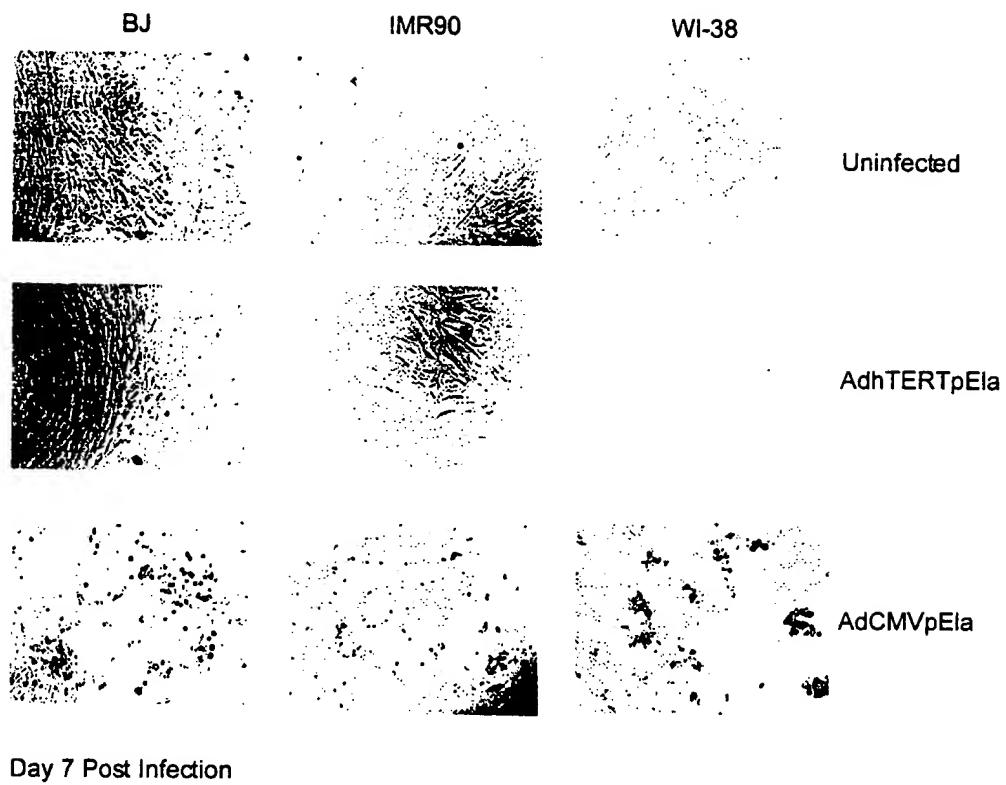 BJ
IMR90
WI-38
Uninfected
AdhTERTpEla
AdCMVpEla
Day 7 Post Infection